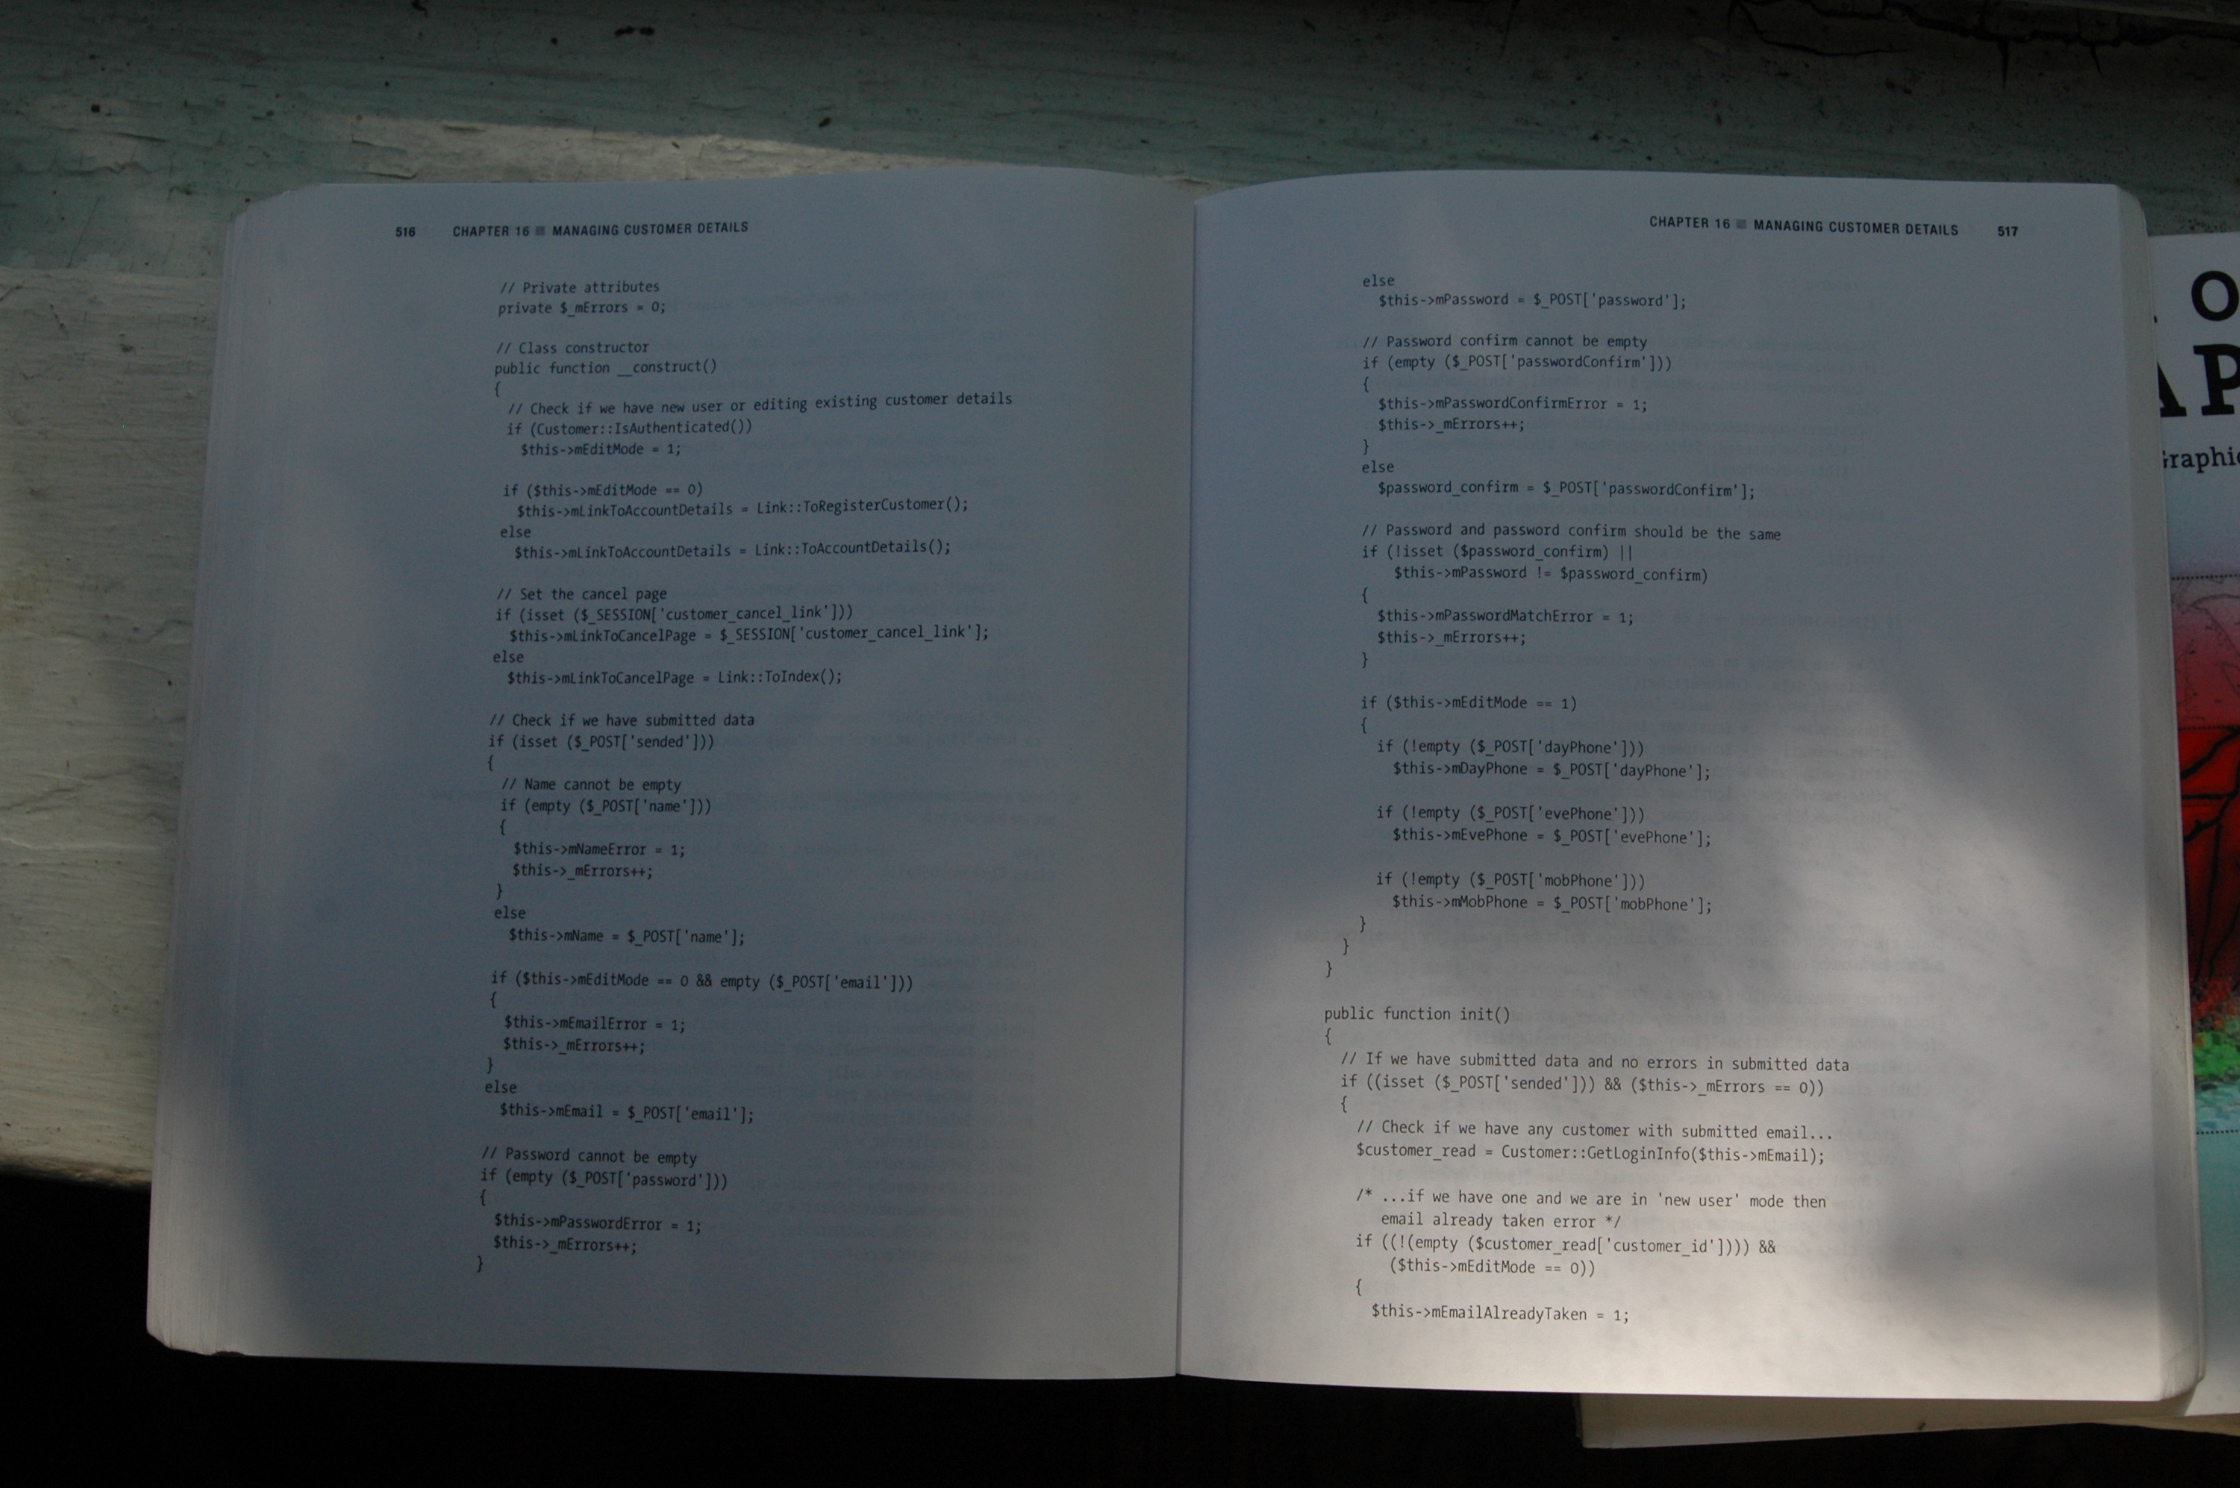 516 CHAPTER 16 ■ MANAGING CUSTOMER DETAILS
// Private attributes
private $_mErrors = 0;
// Class constructor
public function __construct()
{
// Check if we have new user or editing existing customer details
if (Customer::IsAuthenticated())
$this->mEditMode = 1;
if ($this->mEditMode == 0)
$this->mLinkToAccountDetails = Link::ToRegisterCustomer();
else
$this->mLinkToAccountDetails = Link::ToAccountDetails();
// Set the cancel page
if (isset ($_SESSION['customer_cancel_link']))
$this->mLinkToCancelPage = $_SESSION['customer_cancel_link'];
else
$this->mLinkToCancelPage = Link::ToIndex();
// Check if we have submitted data
if (isset ($_POST['sended']))
{
// Name cannot be empty
if (empty ($_POST['name']))
{
$this->mNameError = 1;
$this->_mErrors++;
}
else
$this->mName = $_POST['name'];
if ($this->mEditMode == 0 && empty ($_POST['email']))
{
$this->mEmailError = 1;
$this->_mErrors++;
}
else
$this->mEmail = $_POST['email'];
// Password cannot be empty
if (empty ($_POST['password']))
{
$this->mPasswordError = 1;
$this->_mErrors++;
}
CHAPTER 16 ■ MANAGING CUSTOMER DETAILS 517
else
$this->mPassword = $_POST['password'];
// Password confirm cannot be empty
if (empty ($_POST['passwordConfirm']))
{
$this->mPasswordConfirmError = 1;
$this->_mErrors++;
}
else
$password_confirm = $_POST['passwordConfirm'];
// Password and password confirm should be the same
if (!isset ($password_confirm) ||
$this->mPassword != $password_confirm)
{
$this->mPasswordMatchError = 1;
$this->_mErrors++;
}
if ($this->mEditMode == 1)
{
if (!empty ($_POST['dayPhone']))
$this->mDayPhone = $_POST['dayPhone'];
if (!empty ($_POST['evePhone']))
$this->mEvePhone = $_POST['evePhone'];
if (!empty ($_POST['mobPhone']))
$this->mMobPhone = $_POST['mobPhone'];
}
}
}
public function init()
{
// If we have submitted data and no errors in submitted data
if ((isset ($_POST['sended'])) && ($this->_mErrors == 0))
{
// Check if we have any customer with submitted email...
$customer_read = Customer::GetLoginInfo($this->mEmail);
/* ...if we have one and we are in 'new user' mode then
email already taken error */
if ((!(empty ($customer_read['customer_id']))) &&
($this->mEditMode == 0))
{
$this->mEmailAlreadyTaken = 1;